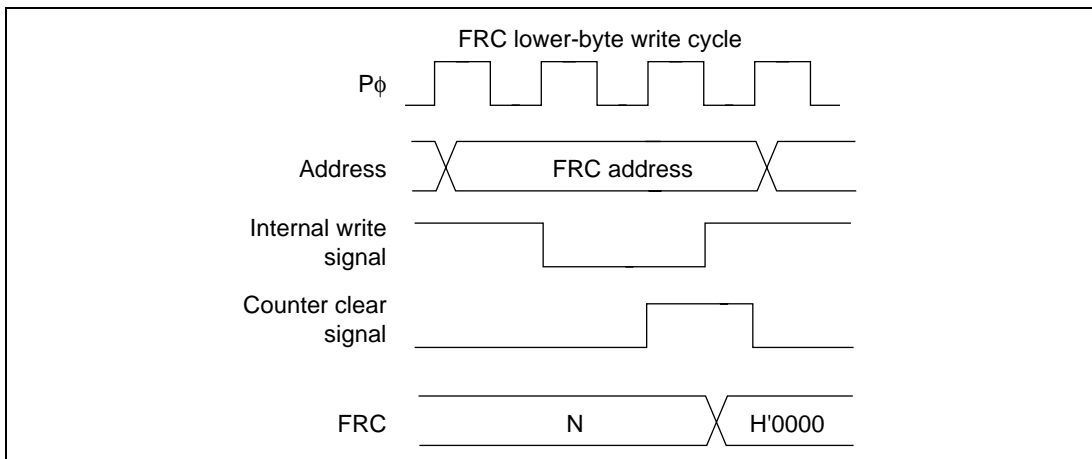 FRC lower-byte write cycle
Pϕ
Address
FRC address
Internal write
signal
Counter clear
signal
FRC
N
H'0000